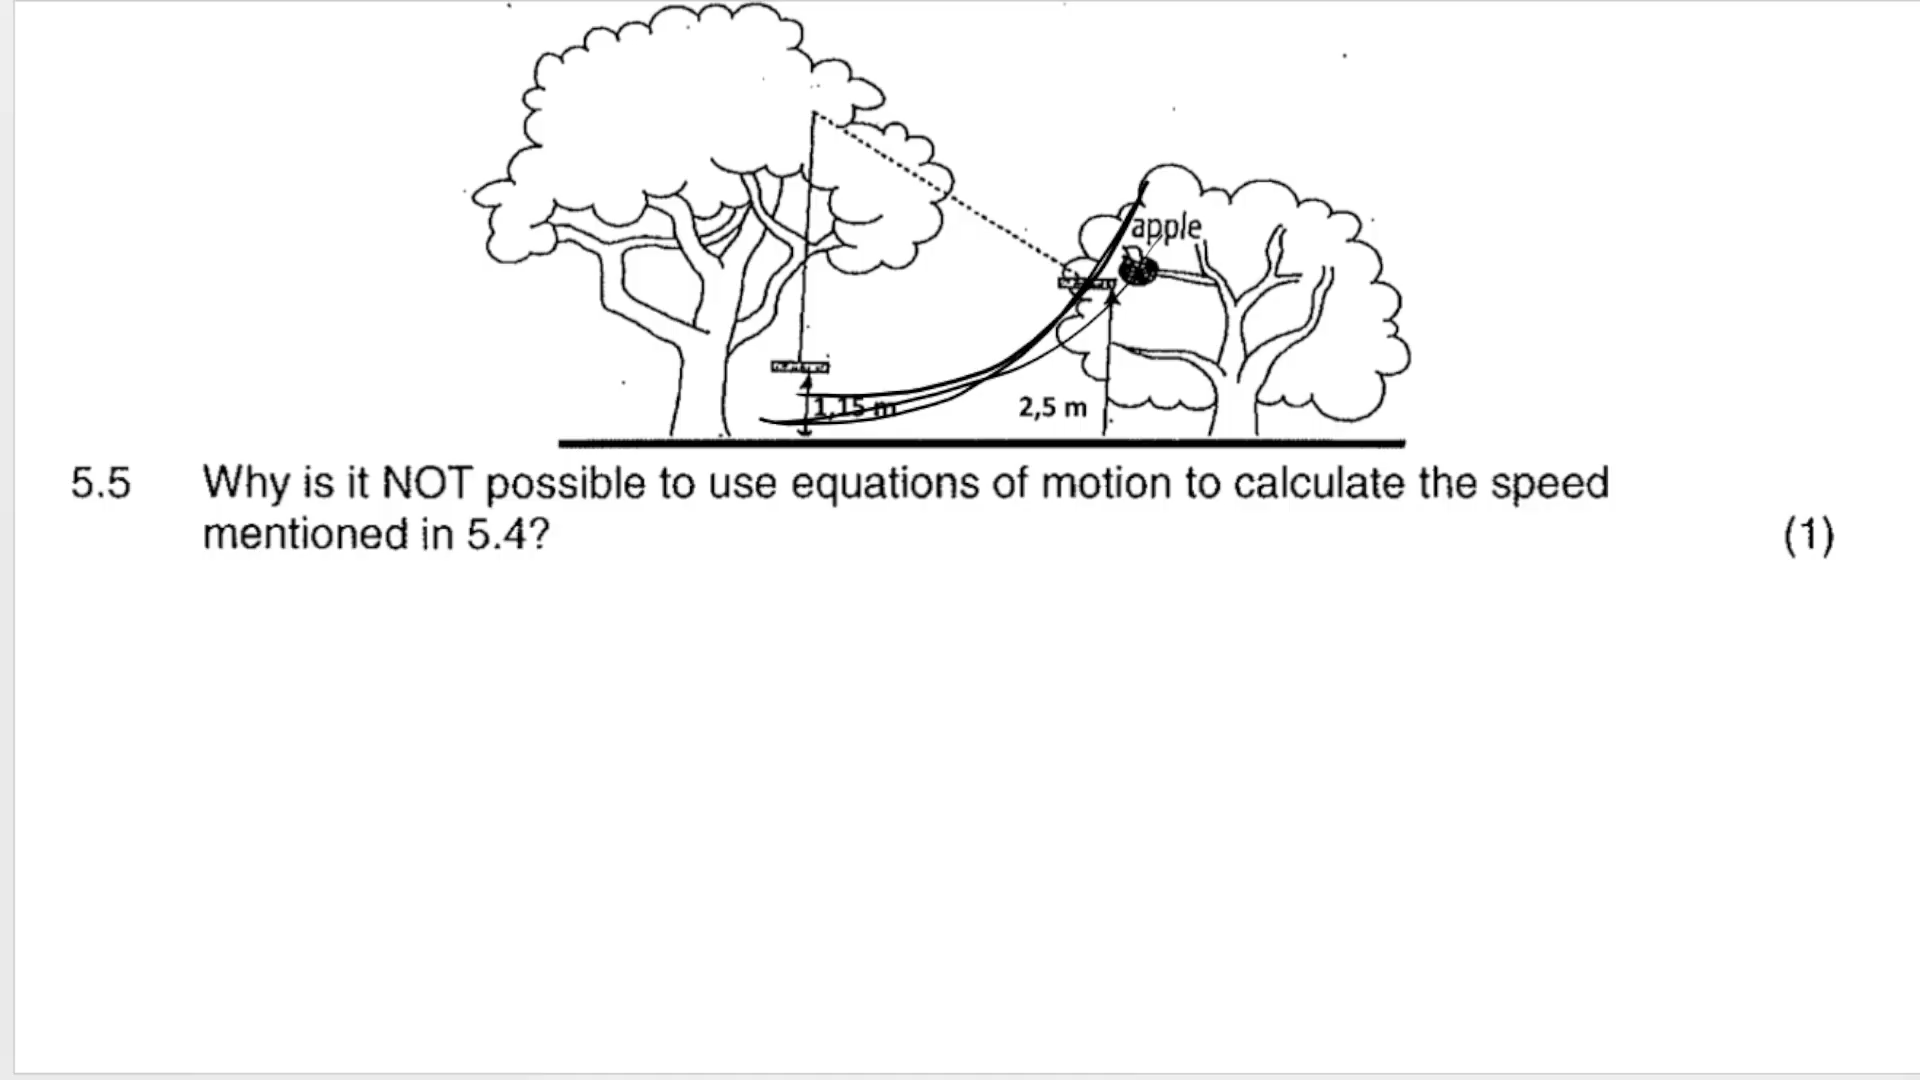 apple
1,15 m
2,5 m
5.5 Why is it NOT possible to use equations of motion to calculate the speed
mentioned in 5.4?
(1)